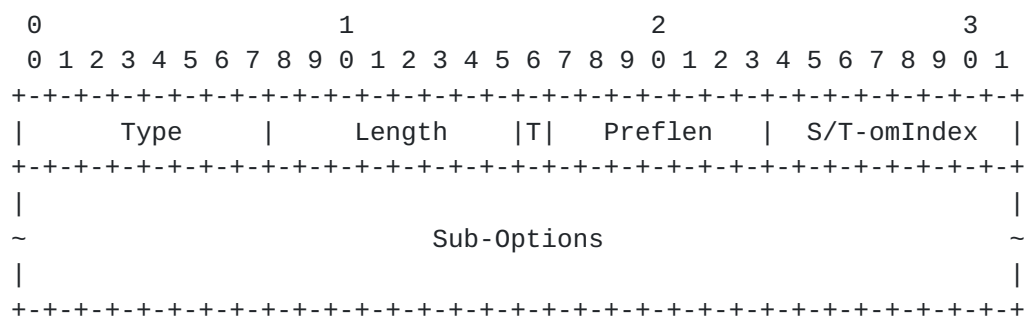 0                   1                   2                   3
 0 1 2 3 4 5 6 7 8 9 0 1 2 3 4 5 6 7 8 9 0 1 2 3 4 5 6 7 8 9 0 1
+-+-+-+-+-+-+-+-+-+-+-+-+-+-+-+-+-+-+-+-+-+-+-+-+-+-+-+-+-+-+-+-+
|      Type     |     Length    |T|   Preflen   |  S/T-omIndex  |
+-+-+-+-+-+-+-+-+-+-+-+-+-+-+-+-+-+-+-+-+-+-+-+-+-+-+-+-+-+-+-+-+
|                                                               |
~                          Sub-Options                          ~
|                                                               |
+-+-+-+-+-+-+-+-+-+-+-+-+-+-+-+-+-+-+-+-+-+-+-+-+-+-+-+-+-+-+-+-+